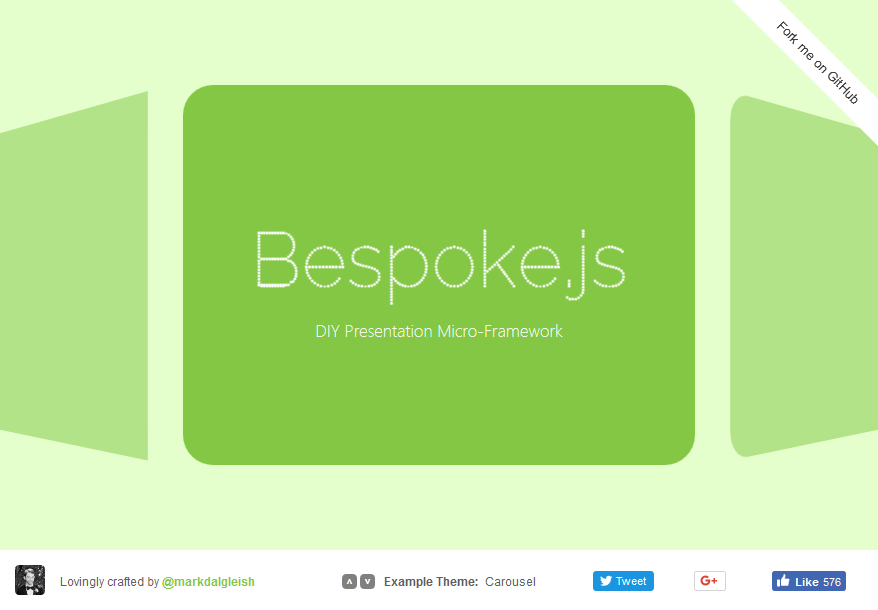 Fork me on GitHub
Bespoke.js
DIY Presentation Micro-Framework
Lovingly crafted by @markdalgleish
Example Theme: Carousel
Tweet
G+
Like 576